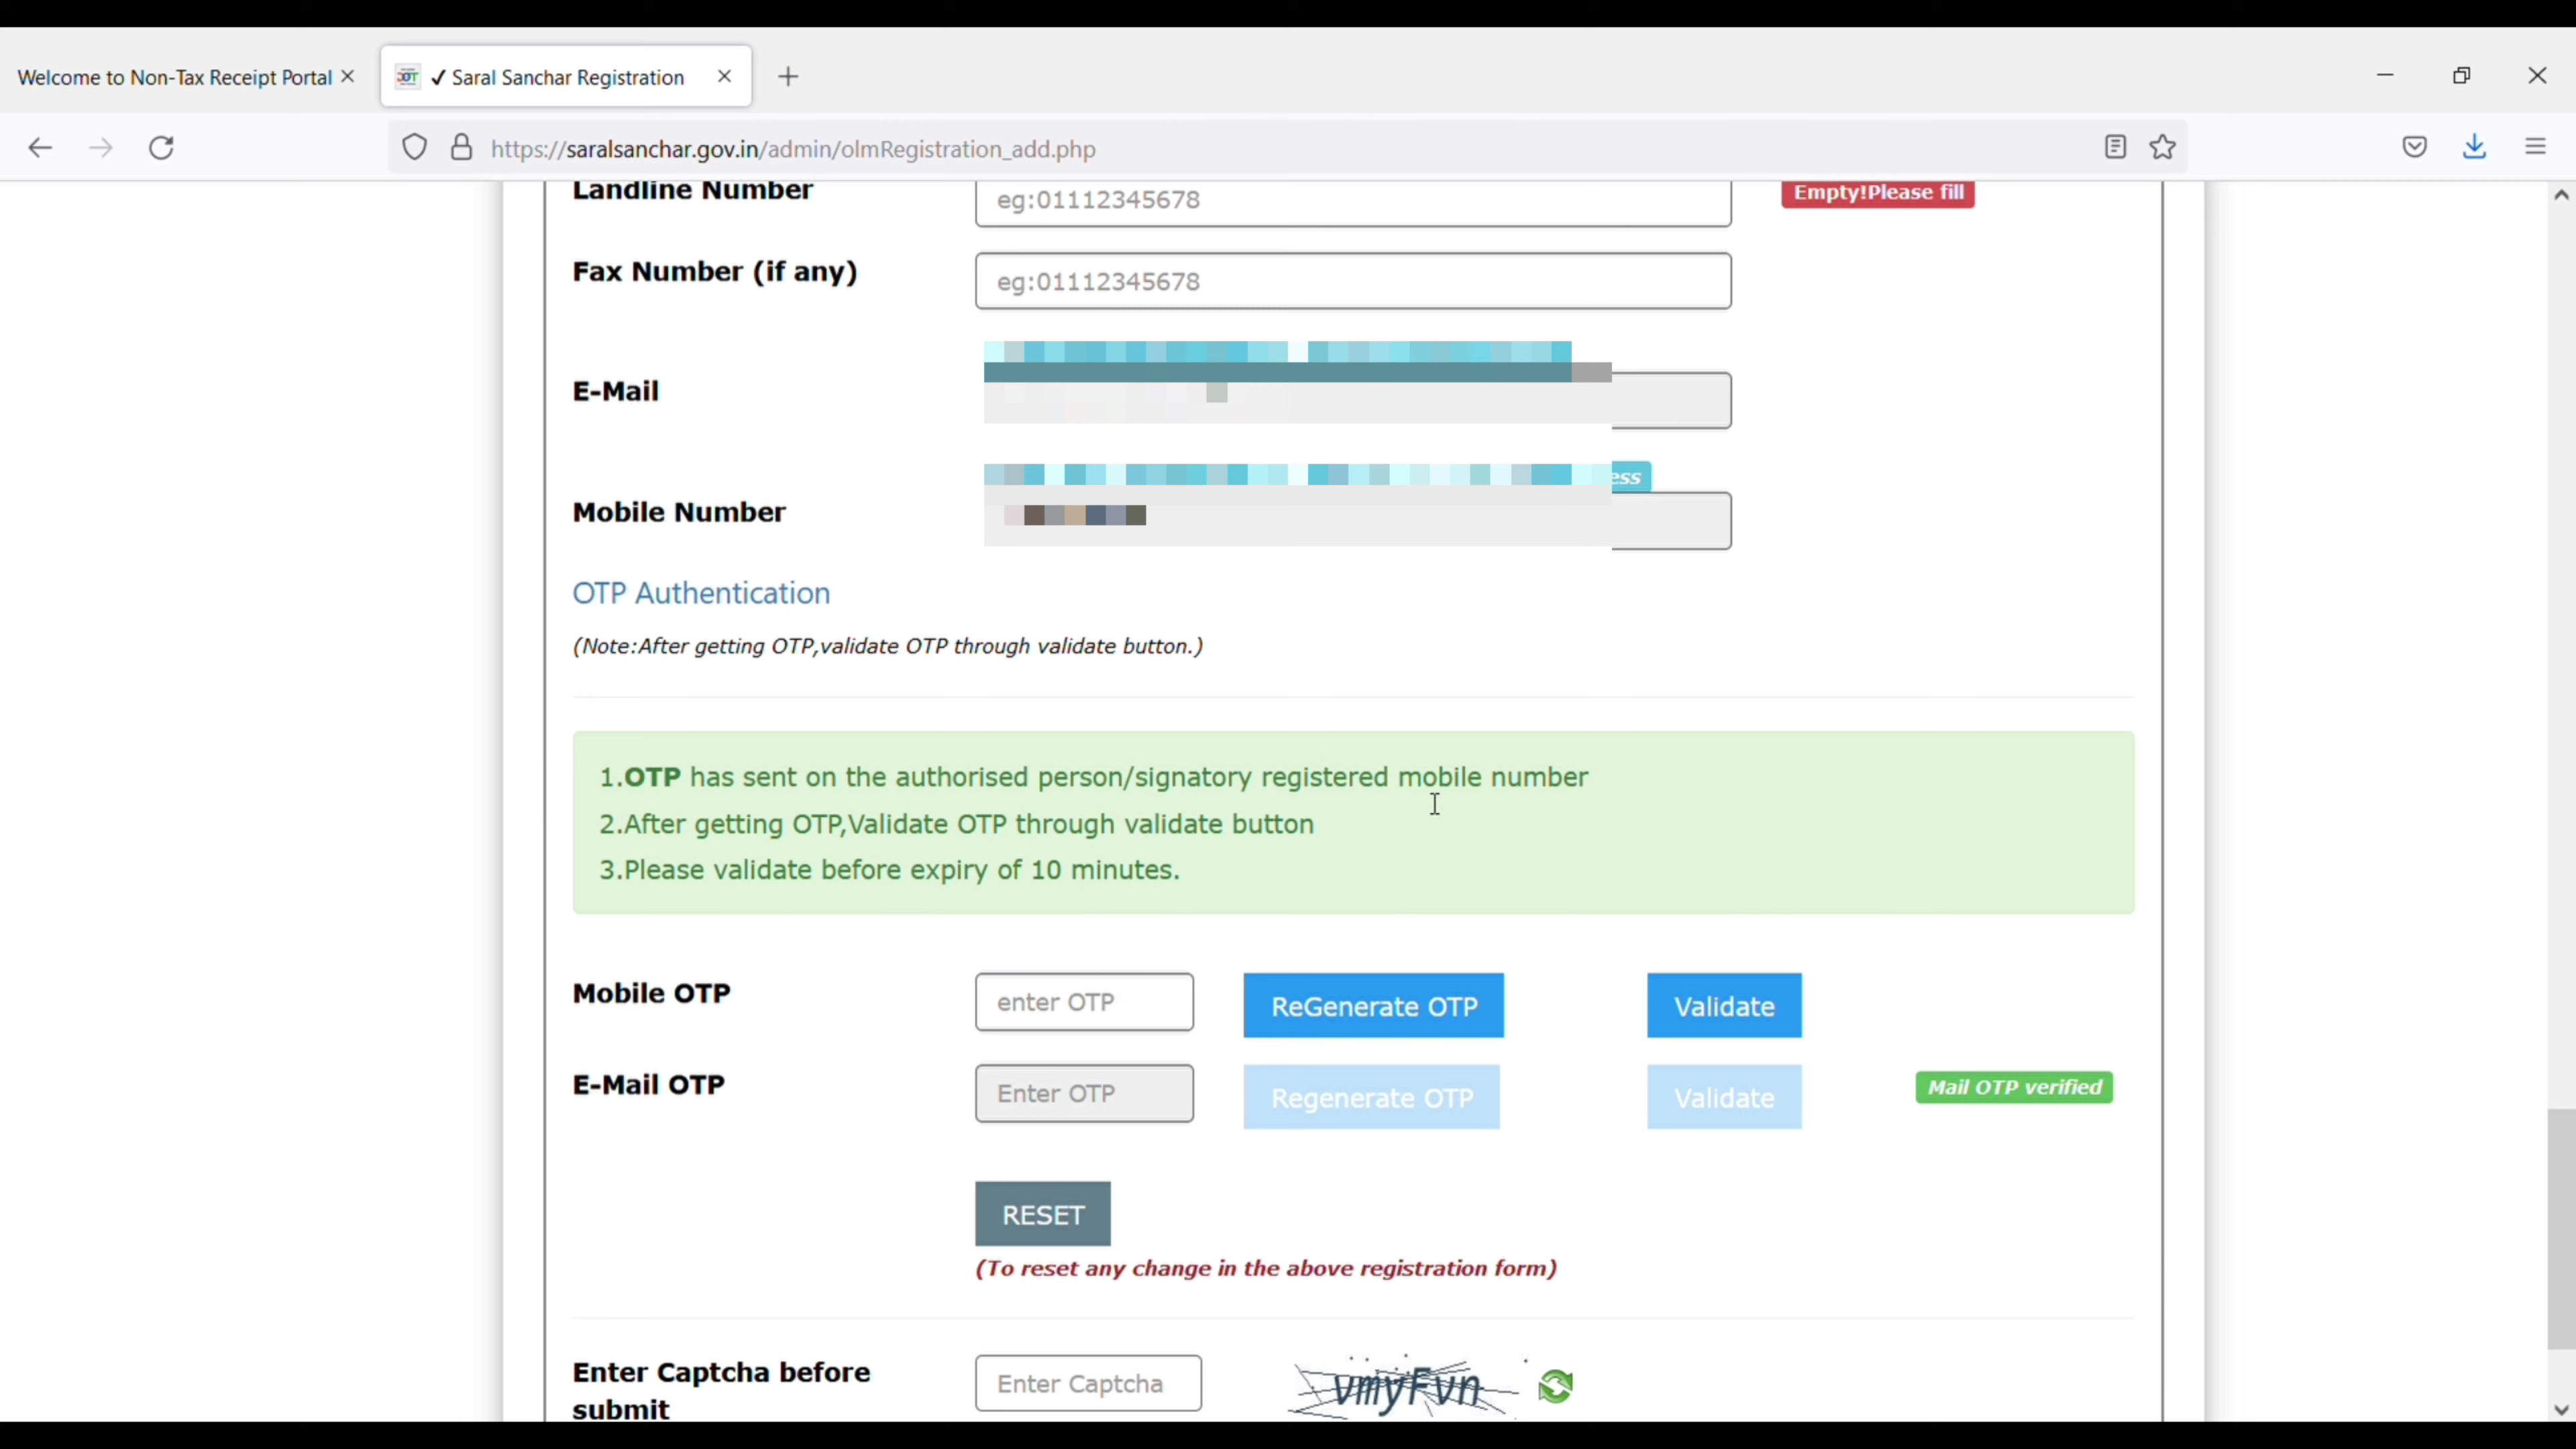 Welcome to Non-Tax Receipt Portal
✓ Saral Sanchar Registration
https://saralsanchar.gov.in/admin/olmRegistration_add.php
Landline Number eg:01112345678 Empty!Please fill
Fax Number (if any) eg:01112345678
E-Mail
ess
Mobile Number
OTP Authentication
(Note:After getting OTP,validate OTP through validate button.)
1.OTP has sent on the authorised person/signatory registered mobile number
2.After getting OTP,Validate OTP through validate button
3.Please validate before expiry of 10 minutes.
Mobile OTP enter OTP ReGenerate OTP Validate
E-Mail OTP Enter OTP Regenerate OTP Validate Mail OTP verified
RESET
(To reset any change in the above registration form)
Enter Captcha before Enter Captcha vmyFvn
submit